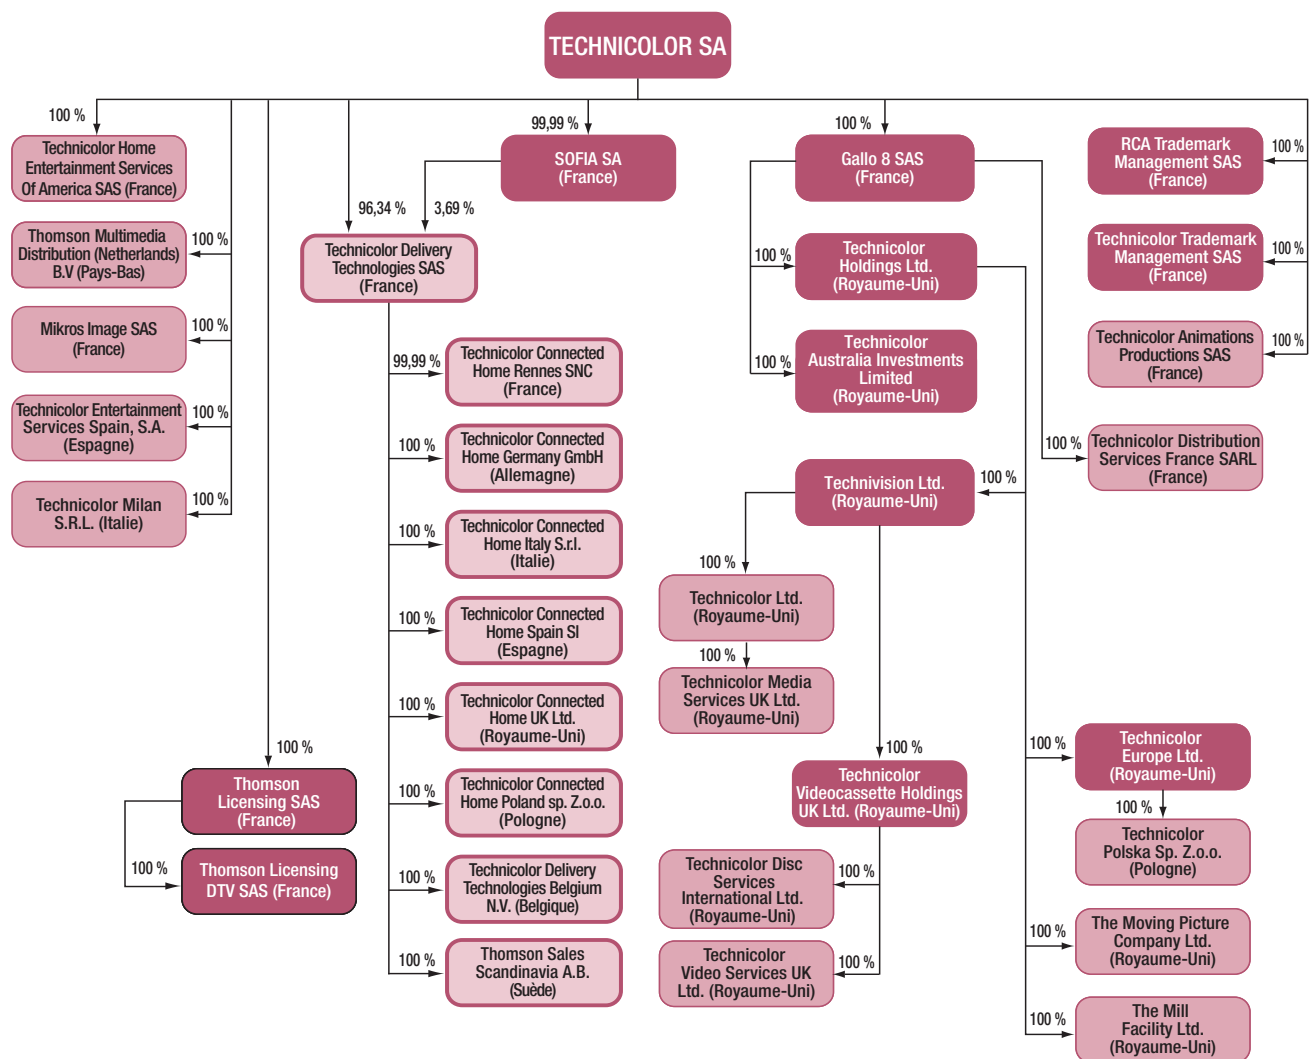 TECHNICOLOR SA
100 %
Technicolor Home
Entertainment Services
Of America SAS (France)
100 %
Thomson Multimedia
Distribution (Netherlands)
B.V (Pays-Bas)
100 %
Mikros Image SAS
(France)
100 %
Technicolor Entertainment
Services Spain, S.A.
(Espagne)
100 %
Technicolor Milan
S.R.L. (Italie)
100 %
100 %
Thomson
Licensing SAS
(France)
100 %
Thomson Licensing
DTV SAS (France)
99,99 %
SOFIA SA
(France)
96,34 %
3,69 %
Technicolor Delivery
Technologies SAS
(France)
99,99 %
Technicolor Connected
Home Rennes SNC
(France)
100 %
Technicolor Connected
Home Germany GmbH
(Allemagne)
100 %
Technicolor Connected
Home Italy S.r.l.
(Italie)
100 %
Technicolor Connected
Home Spain Sl
(Espagne)
100 %
Technicolor Connected
Home UK Ltd.
(Royaume-Uni)
100 %
Technicolor Connected
Home Poland sp. Z.o.o.
(Pologne)
100 %
Technicolor Delivery
Technologies Belgium
N.V. (Belgique)
100 %
Thomson Sales
Scandinavia A.B.
(Suède)
100 %
Gallo 8 SAS
(France)
100 %
Technicolor
Holdings Ltd.
(Royaume-Uni)
100 %
Technicolor
Australia Investments
Limited
(Royaume-Uni)
100 %
Technivision Ltd.
(Royaume-Uni)
100 %
Technicolor Ltd.
(Royaume-Uni)
100 %
Technicolor Media
Services UK Ltd.
(Royaume-Uni)
100 %
Technicolor
Videocassette Holdings
UK Ltd. (Royaume-Uni)
100 %
Technicolor Disc
Services
International Ltd.
(Royaume-Uni)
100 %
Technicolor
Video Services UK
Ltd. (Royaume-Uni)
100 %
RCA Trademark
Management SAS
(France)
100 %
Technicolor Trademark
Management SAS
(France)
100 %
Technicolor Animations
Productions SAS
(France)
100 %
Technicolor Distribution
Services France SARL
(France)
100 %
Technicolor
Europe Ltd.
(Royaume-Uni)
100 %
Technicolor
Polska Sp. Z.o.o.
(Pologne)
100 %
The Moving Picture
Company Ltd.
(Royaume-Uni)
100 %
The Mill
Facility Ltd.
(Royaume-Uni)